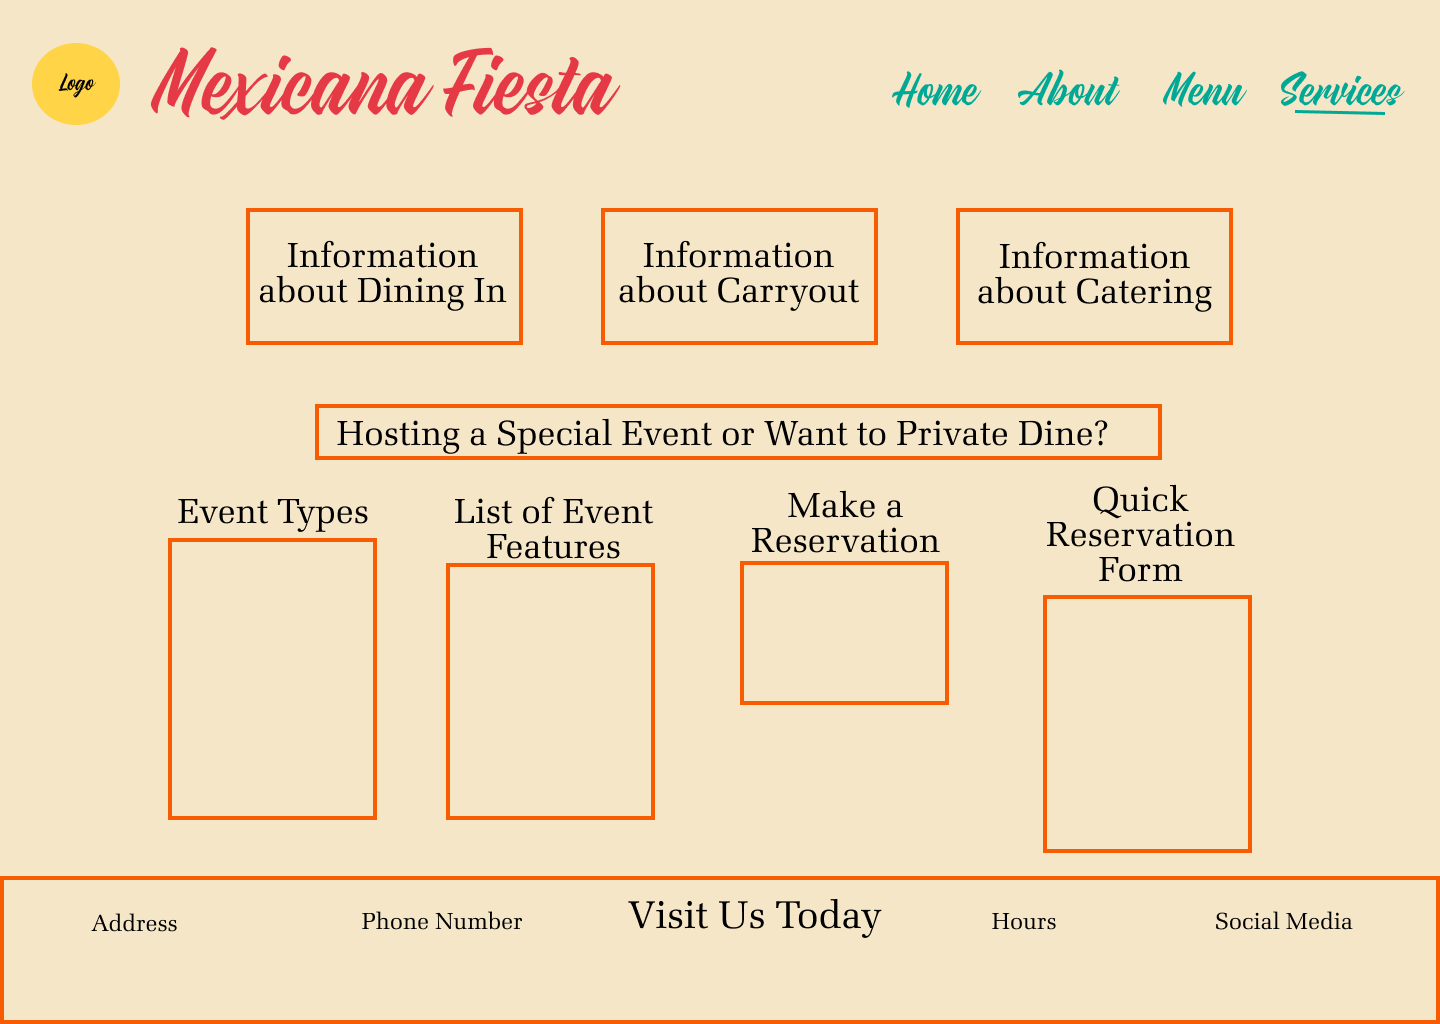 Logo
Mexicana Fiesta
Home About Menu Services
Information
about Dining In
Information
about Carryout
Information
about Catering
Hosting a Special Event or Want to Private Dine?
Event Types
List of Event
Features
Make a
Reservation
Quick
Reservation
Form
Address
Phone Number
Visit Us Today
Hours
Social Media